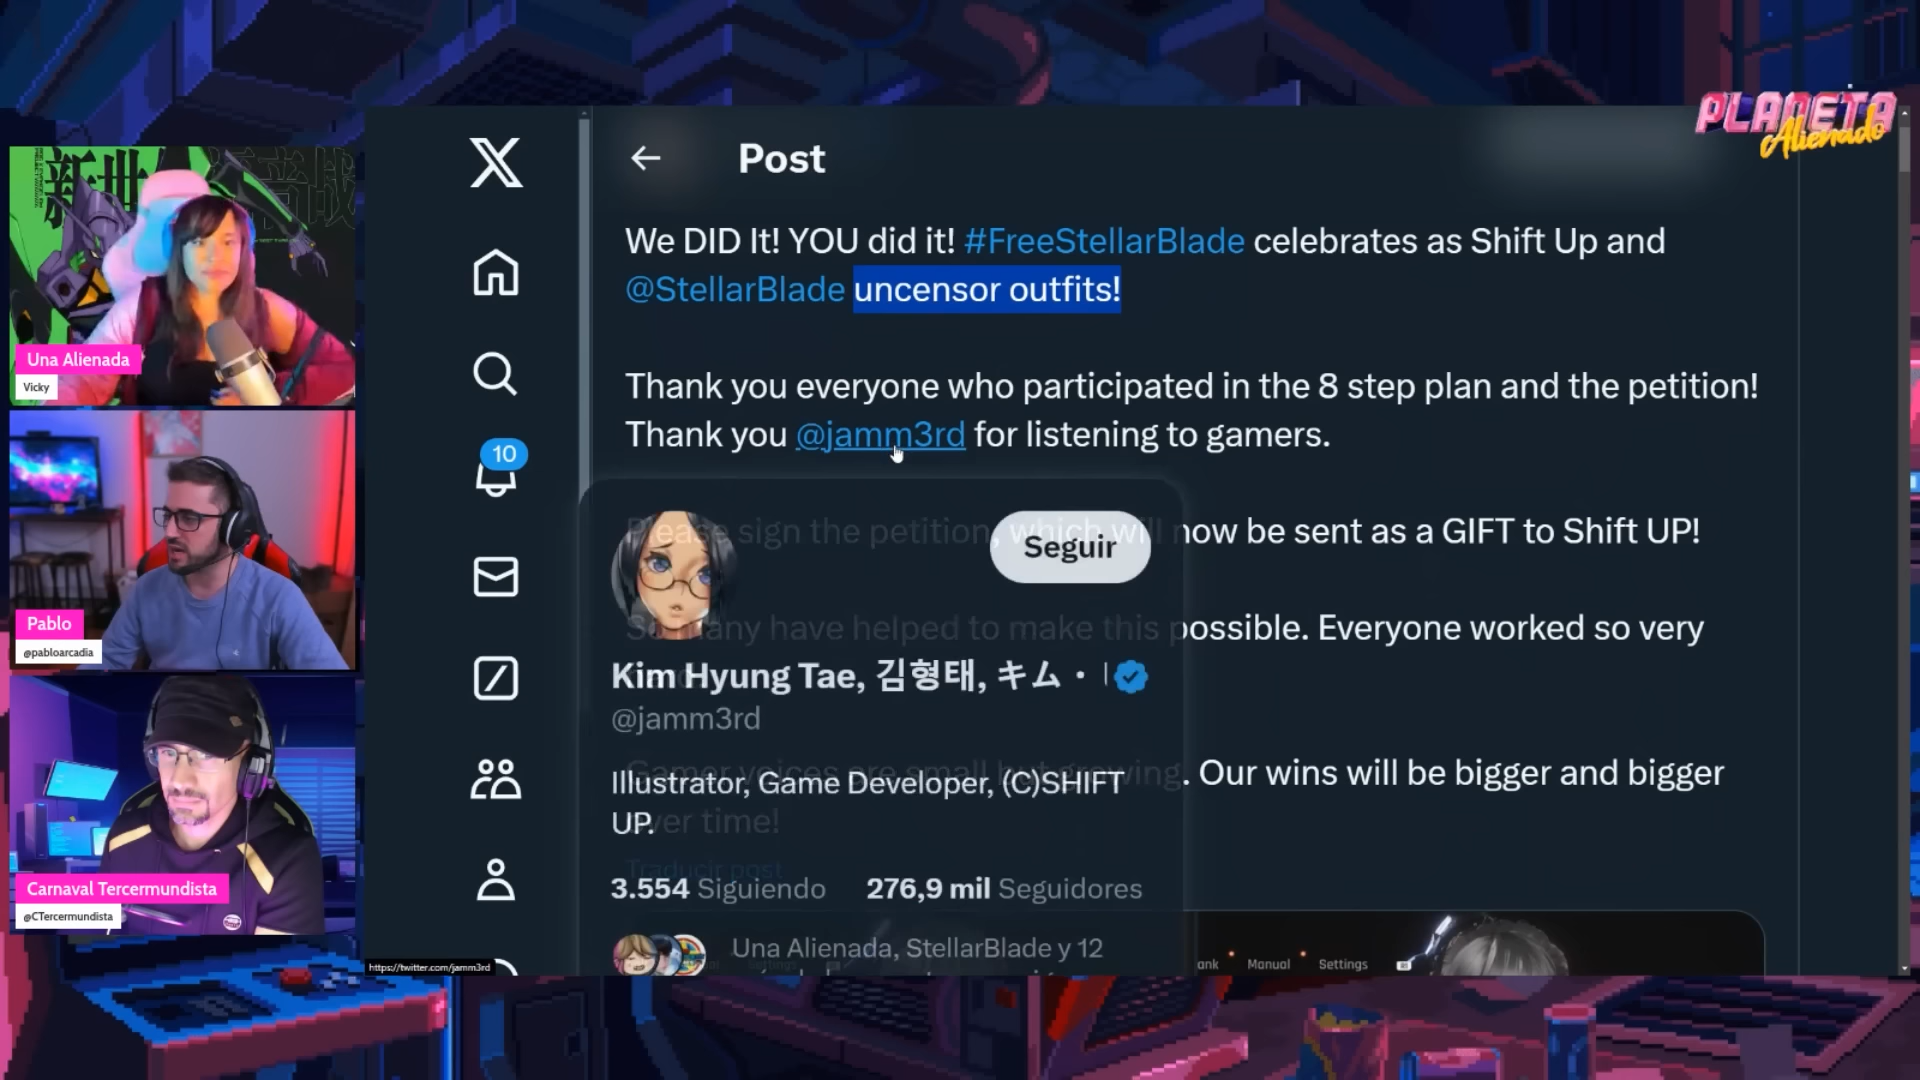 PLANETA
Alienado
Post
We DID It! YOU did it! #FreeStellarBlade celebrates as Shift Up and
@StellarBlade uncensor outfits!
Thank you everyone who participated in the 8 step plan and the petition!
Thank you @jamm3rd for listening to gamers.
Please sign the petition, which will now be sent as a GIFT to Shift UP!
So many have helped to make this possible. Everyone worked so very
Gamer voices are small but growing. Our wins will be bigger and bigger
over time!
Traducir post
10
Seguir
Kim Hyung Tae, 김형태, キム・
@jamm3rd
Illustrator, Game Developer, (C)SHIFT
UP.
3.554 Siguiendo 276,9 mil Seguidores
Una Alienada, StellarBlade y 12
Manual
Settings
https://twitter.com/jamm3rd
Una Alienada
Vicky
Pablo
@pabloarcadia
Carnaval Tercermundista
@CTercermundista